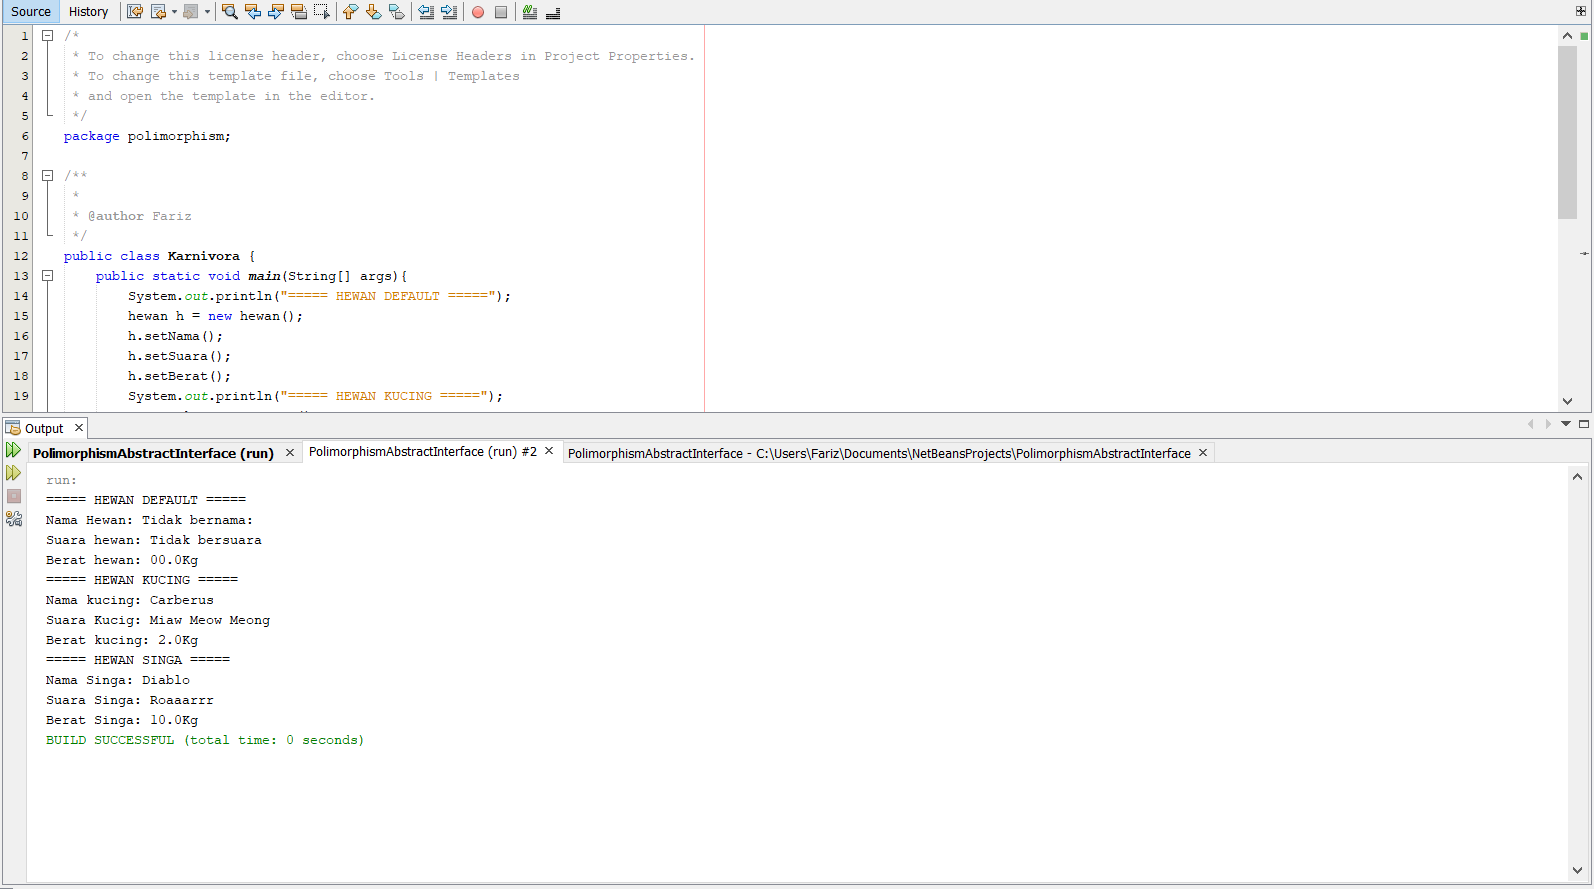 Source History
1 /*
2 * To change this license header, choose License Headers in Project Properties.
3 * To change this template file, choose Tools | Templates
4 * and open the template in the editor.
5 */
6 package polimorphism;
7
8 /**
9 *
10 * @author Fariz
11 */
12 public class Karnivora {
13 public static void main(String[] args){
14 System.out.println("===== HEWAN DEFAULT =====");
15 hewan h = new hewan();
16 h.setNama();
17 h.setSuara();
18 h.setBerat();
19 System.out.println("===== HEWAN KUCING =====");
Output
PolimorphismAbstractInterface (run) PolimorphismAbstractInterface (run) #2 PolimorphismAbstractInterface - C:\Users\Fariz\Documents\NetBeansProjects\PolimorphismAbstractInterface
run:
===== HEWAN DEFAULT =====
Nama Hewan: Tidak bernama:
Suara hewan: Tidak bersuara
Berat hewan: 00.0Kg
===== HEWAN KUCING =====
Nama kucing: Carberus
Suara Kucig: Miaw Meow Meong
Berat kucing: 2.0Kg
===== HEWAN SINGA =====
Nama Singa: Diablo
Suara Singa: Roaaarrr
Berat Singa: 10.0Kg
BUILD SUCCESSFUL (total time: 0 seconds)